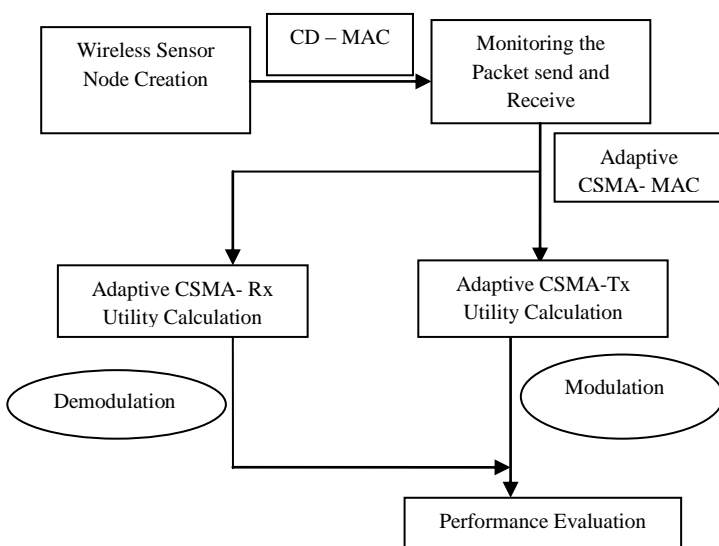 Wireless Sensor
Node Creation
CD – MAC
Monitoring the
Packet send and
Receive
Adaptive
CSMA- MAC
Adaptive CSMA- Rx
Utility Calculation
Adaptive CSMA-Tx
Utility Calculation
Demodulation
Modulation
Performance Evaluation